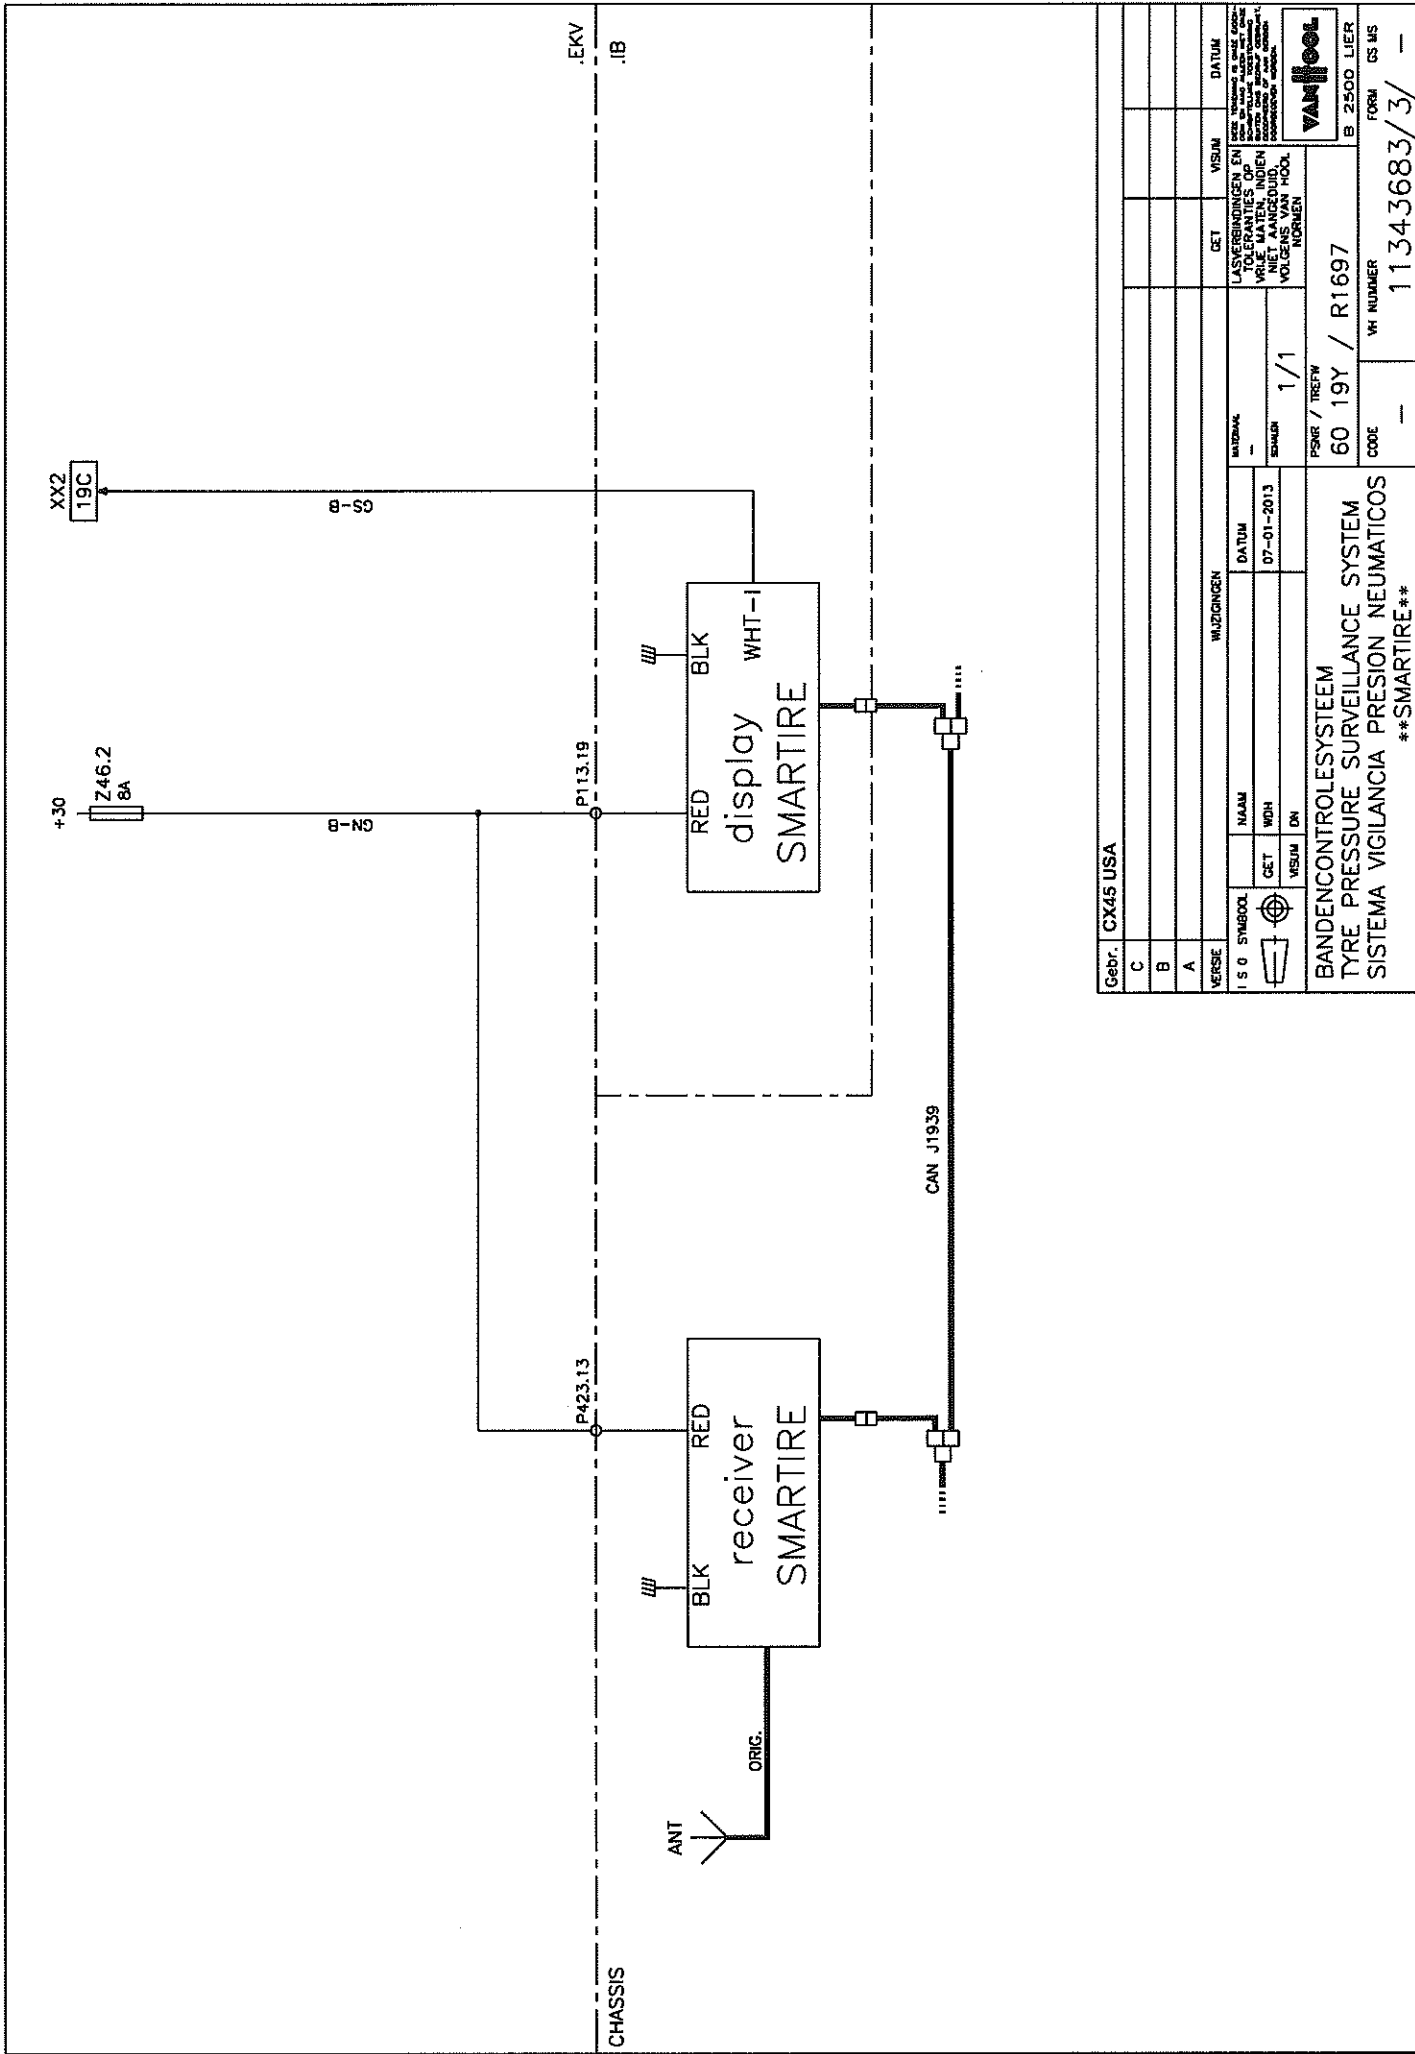 XX2
19C
+30
Z46.2
8A
GN-B
GS-B
.EKV
.IB
CHASSIS
P423.13
P113.19
ANT
ORIG.
BLK
RED
receiver
SMARTIRE
RED
BLK
display
WHT-I
SMARTIRE
CAN J1939
Gebr. CX45 USA
C
B
A
VERSIE WIJZIGINGEN GET VISUM DATUM
I S O SYMBOOL
NAAM DATUM
GET WDH 07-01-2013
VISUM DN
MATERIAAL
-
SCHALEN
1/1
LASVERBINDINGEN EN
TOLERANTIES OP
VRIJE MATEN, INDIEN
NIET AANGEDUID,
VOLGENS VAN HOOL
NORMEN
VAN HOOL
B 2500 LIER
BANDENCONTROLESYSTEEM
TYRE PRESSURE SURVEILLANCE SYSTEM
SISTEMA VIGILANCIA PRESION NEUMATICOS
**SMARTIRE**
PSNR / TREFW
60 19Y / R1697
CODE
-
VH NUMMER
FORM GS MS
11343683/3/ -